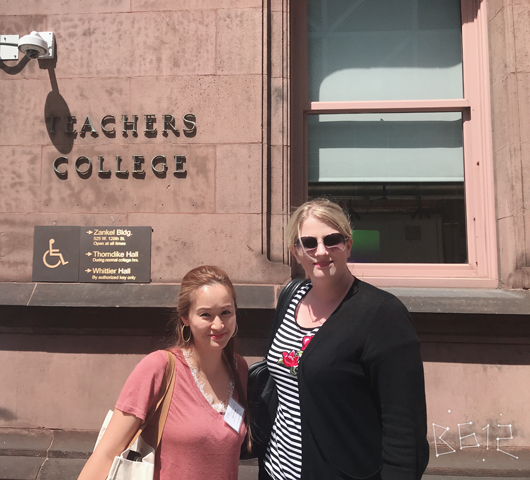 TEACHERS
COLLEGE
→ Zankel Bldg.
525 W. 120th St.
Open at all times
→ Thorndike Hall
During normal college hrs.
→ Whittier Hall
By authorized key only
B612